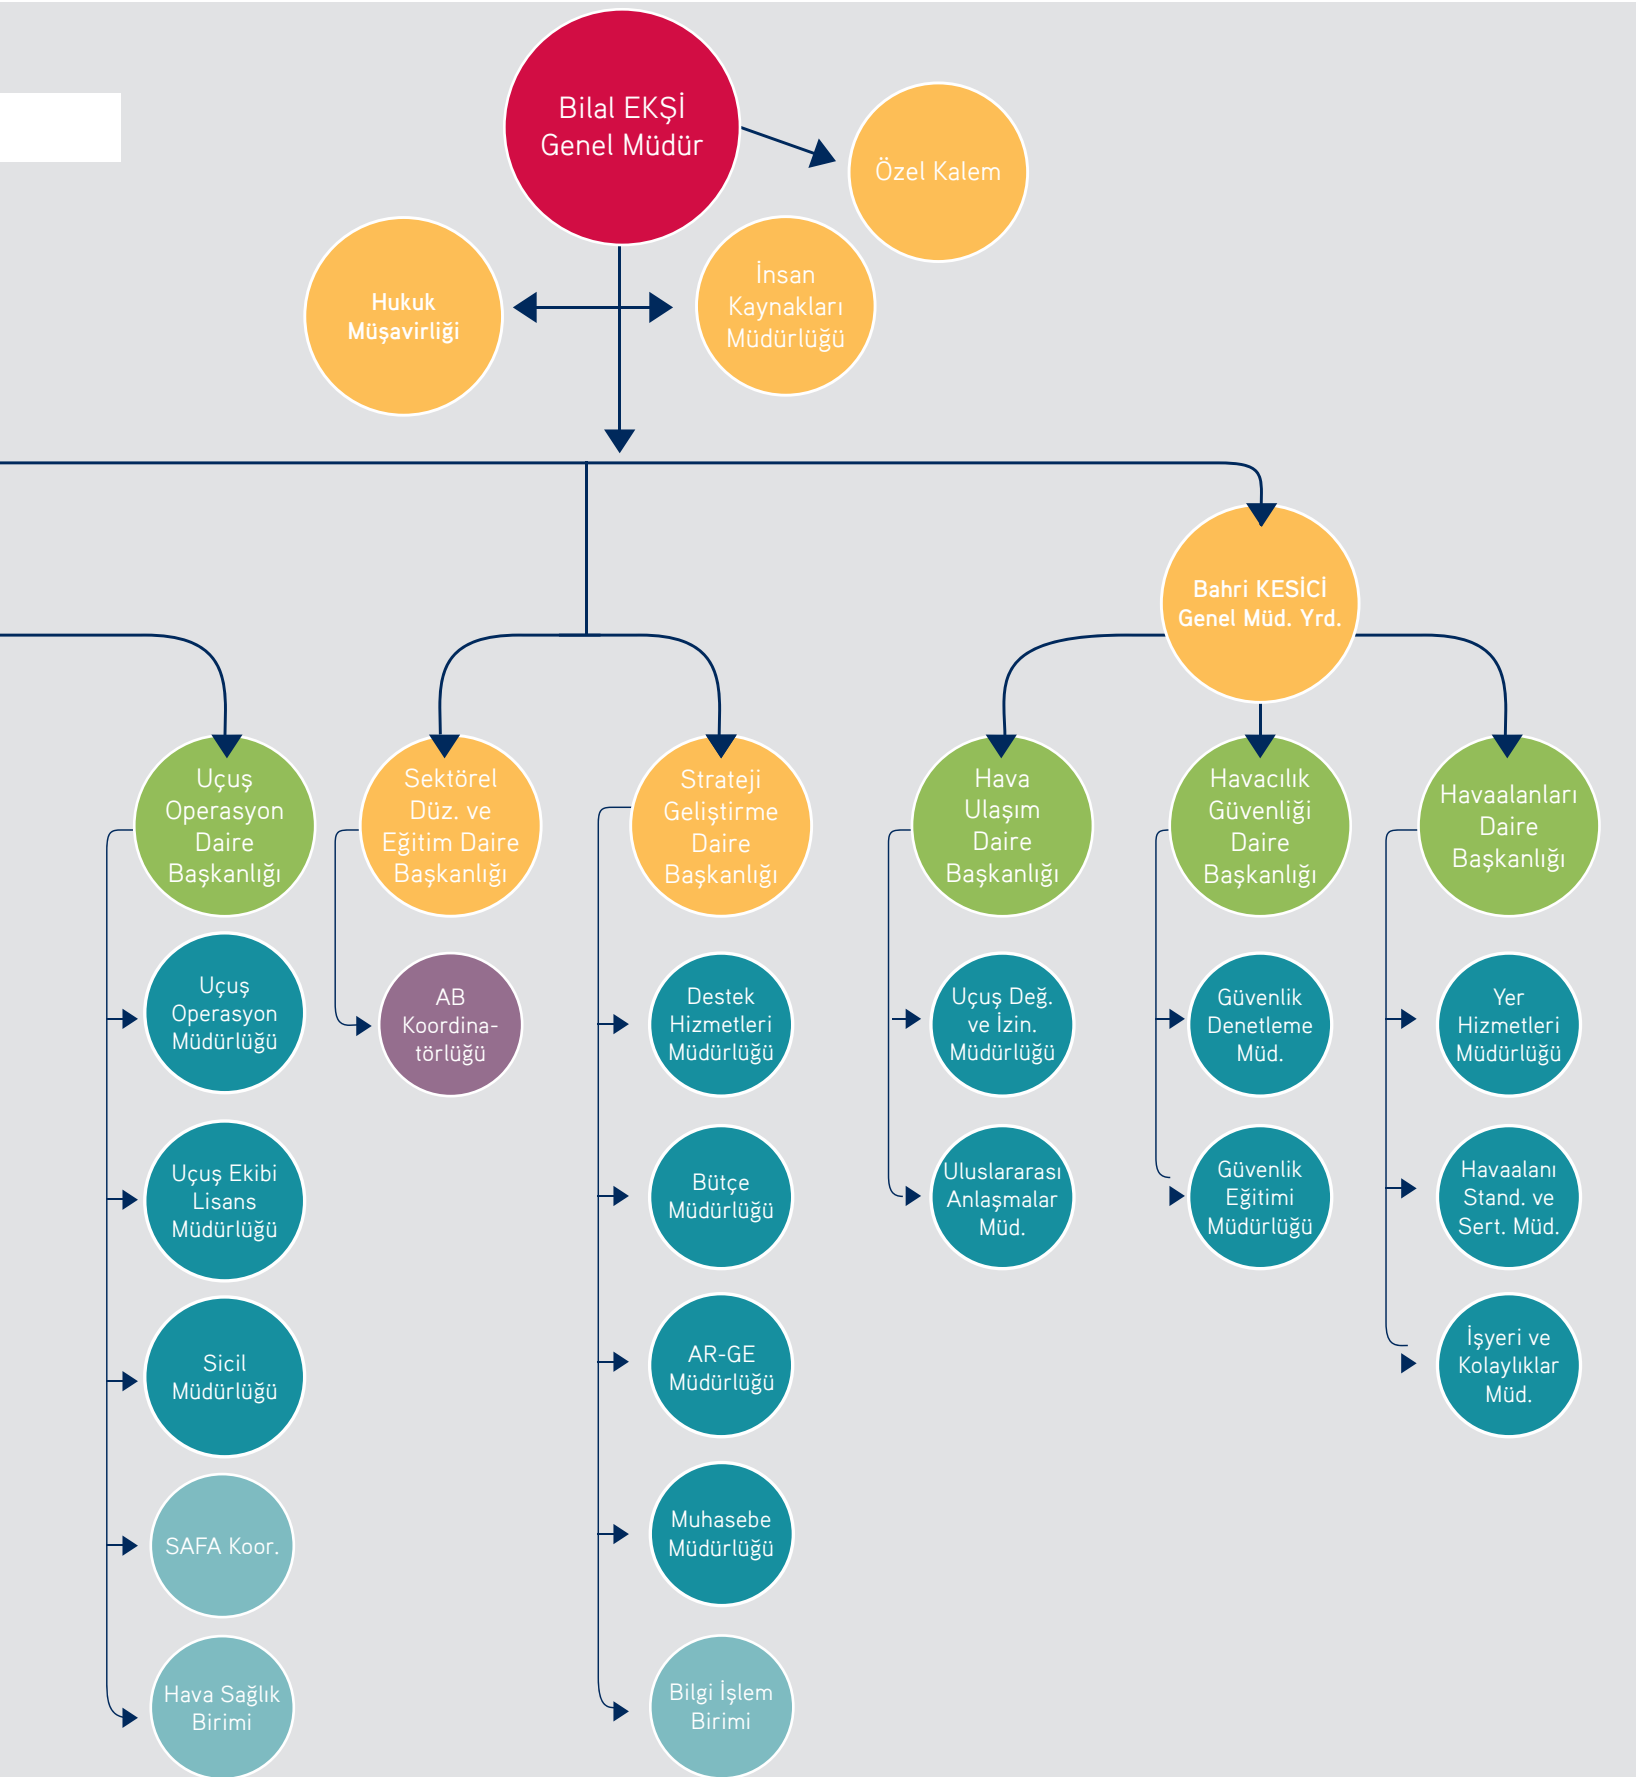 Bilal EKŞİ
Genel Müdür
Özel Kalem
Hukuk
Müşavirliği
İnsan
Kaynakları
Müdürlüğü
Bahri KESİCİ
Genel Müd. Yrd.
Uçuş
Operasyon
Daire
Başkanlığı
Sektörel
Düz. ve
Eğitim Daire
Başkanlığı
Strateji
Geliştirme
Daire
Başkanlığı
Hava
Ulaşım
Daire
Başkanlığı
Havacılık
Güvenliği
Daire
Başkanlığı
Havaalanları
Daire
Başkanlığı
Uçuş
Operasyon
Müdürlüğü
AB
Koordina-
törlüğü
Destek
Hizmetleri
Müdürlüğü
Uçuş Değ.
ve İzin.
Müdürlüğü
Güvenlik
Denetleme
Müd.
Yer
Hizmetleri
Müdürlüğü
Uçuş Ekibi
Lisans
Müdürlüğü
Bütçe
Müdürlüğü
Uluslararası
Anlaşmalar
Müd.
Güvenlik
Eğitimi
Müdürlüğü
Havaalanı
Stand. ve
Sert. Müd.
Sicil
Müdürlüğü
AR-GE
Müdürlüğü
İşyeri ve
Kolaylıklar
Müd.
SAFA Koor.
Muhasebe
Müdürlüğü
Hava Sağlık
Birimi
Bilgi İşlem
Birimi